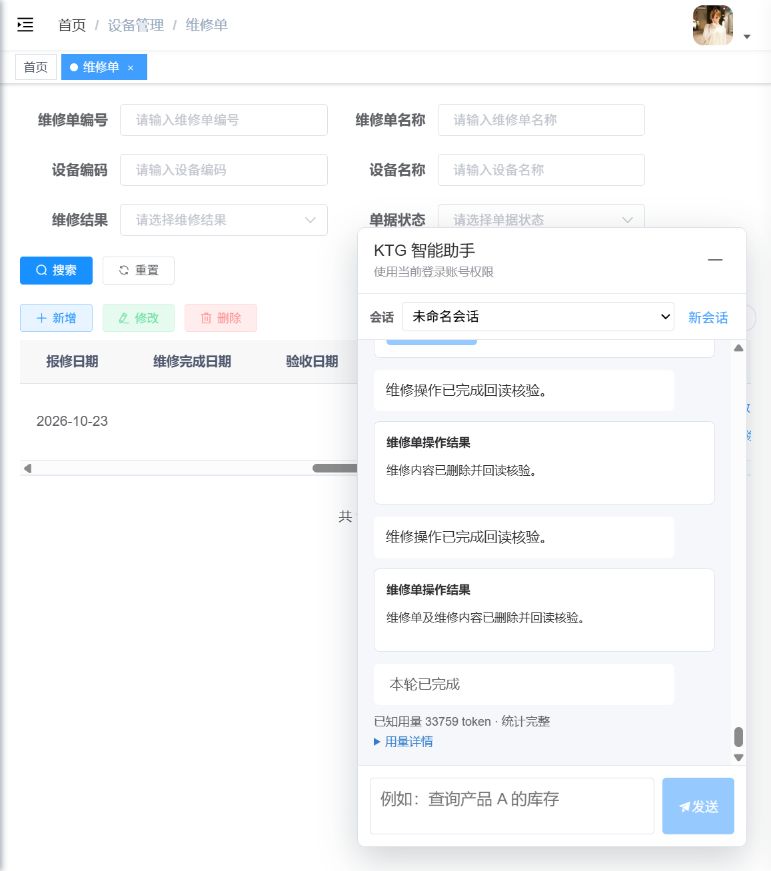 首页 / 设备管理 / 维修单
首页
维修单 ×
维修单编号 请输入维修单编号 维修单名称 请输入维修单名称
设备编码 请输入设备编码 设备名称 请输入设备名称
维修结果 请选择维修结果 单据状态 请选择单据状态
搜索 重置
+ 新增 修改 删除
报修日期 维修完成日期 验收日期
2026-10-23
共
KTG 智能助手
使用当前登录账号权限
会话 未命名会话 新会话
维修操作已完成回读核验。
维修单操作结果
维修内容已删除并回读核验。
维修操作已完成回读核验。
维修单操作结果
维修单及维修内容已删除并回读核验。
本轮已完成
已知用量 33759 token · 统计完整
用量详情
例如：查询产品 A 的库存
发送